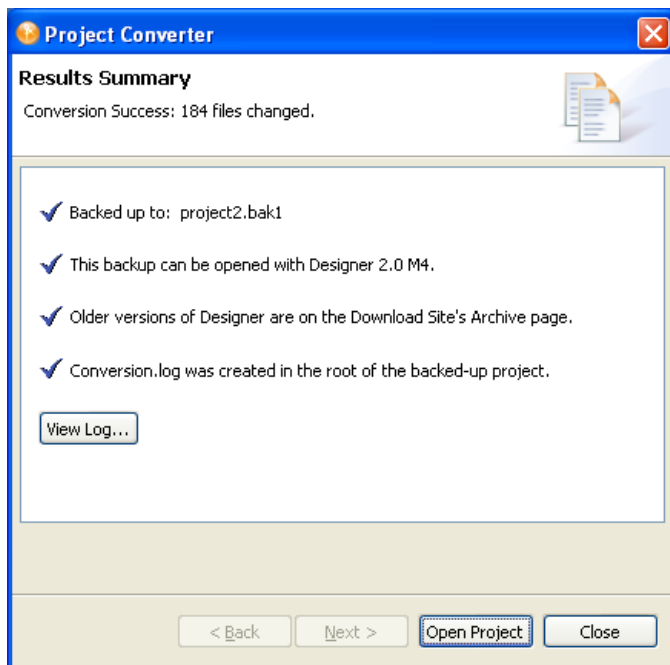 Project Converter
Results Summary
Conversion Success: 184 files changed.
Backed up to: project2.bak1
This backup can be opened with Designer 2.0 M4.
Older versions of Designer are on the Download Site's Archive page.
Conversion.log was created in the root of the backed-up project.
View Log...
< Back Next > Open Project Close